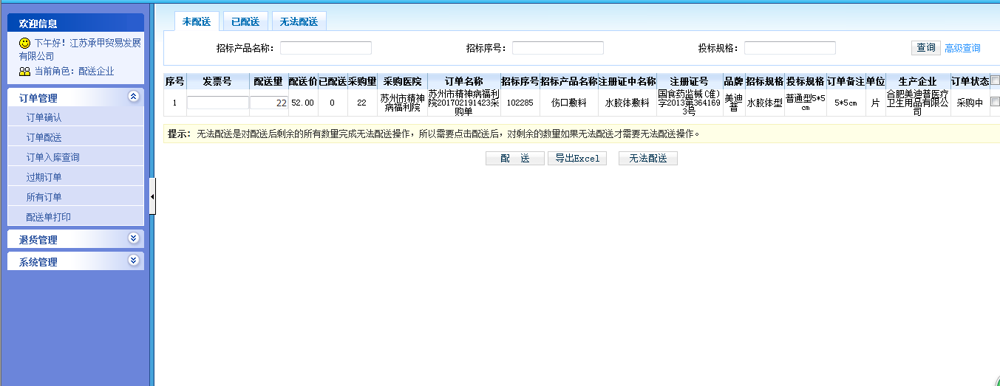 欢迎信息
下午好！江苏承甲贸易发展
有限公司
当前角色：配送企业
订单管理
订单确认
订单配送
订单入库查询
过期订单
所有订单
配送单打印
退货管理
系统管理
未配送 已配送 无法配送
招标产品名称： 招标序号： 投标规格： 查询 高级查询
序号 发票号 配送量 配送价 已配送 采购量 采购医院 订单名称 招标序号 招标产品名称 注册证中名称 注册证号 品牌 招标规格 投标规格 订单备注 单位 生产企业 订单状态
1 22 52.00 0 22 苏州市精神病福利院 苏州市精神病福利院201702191423采购单 102285 伤口敷料 水胶体敷料 国食药监械(准)字2013第3641693号 美迪普 水胶体型 普通型5*5cm 5*5cm 片 合肥美迪普医疗卫生用品有限公司 采购中
提示： 无法配送是对配送后剩余的所有数量完成无法配送操作，所以需要点击配送后，对剩余的数量如果无法配送才需要无法配送操作。
配 送 导出Excel 无法配送